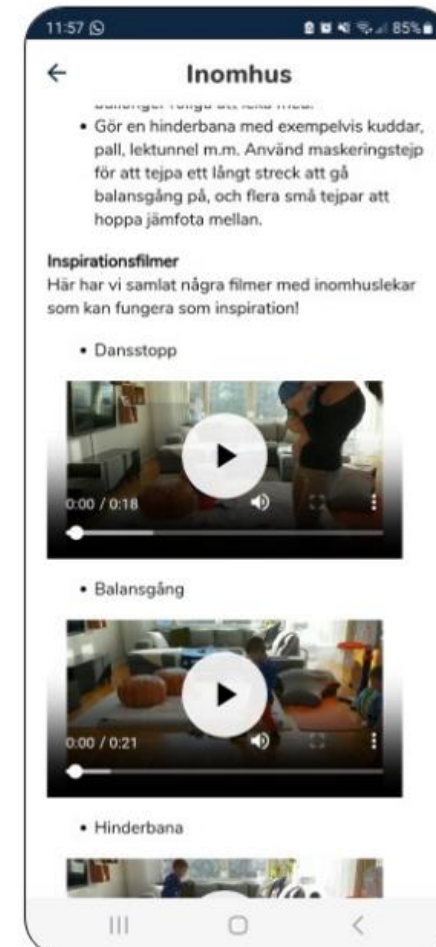 11:57
85%
Inomhus
• Gör en hinderbana med exempelvis kuddar,
pall, lektunnel m.m. Använd maskeringstejp
för att tejpa ett långt streck att gå
balansgång på, och flera små tejpar att
hoppa jämfota mellan.
Inspirationsfilmer
Här har vi samlat några filmer med inomhuslekar
som kan fungera som inspiration!
• Dansstopp
0:00 / 0:18
• Balansgång
0:00 / 0:21
• Hinderbana